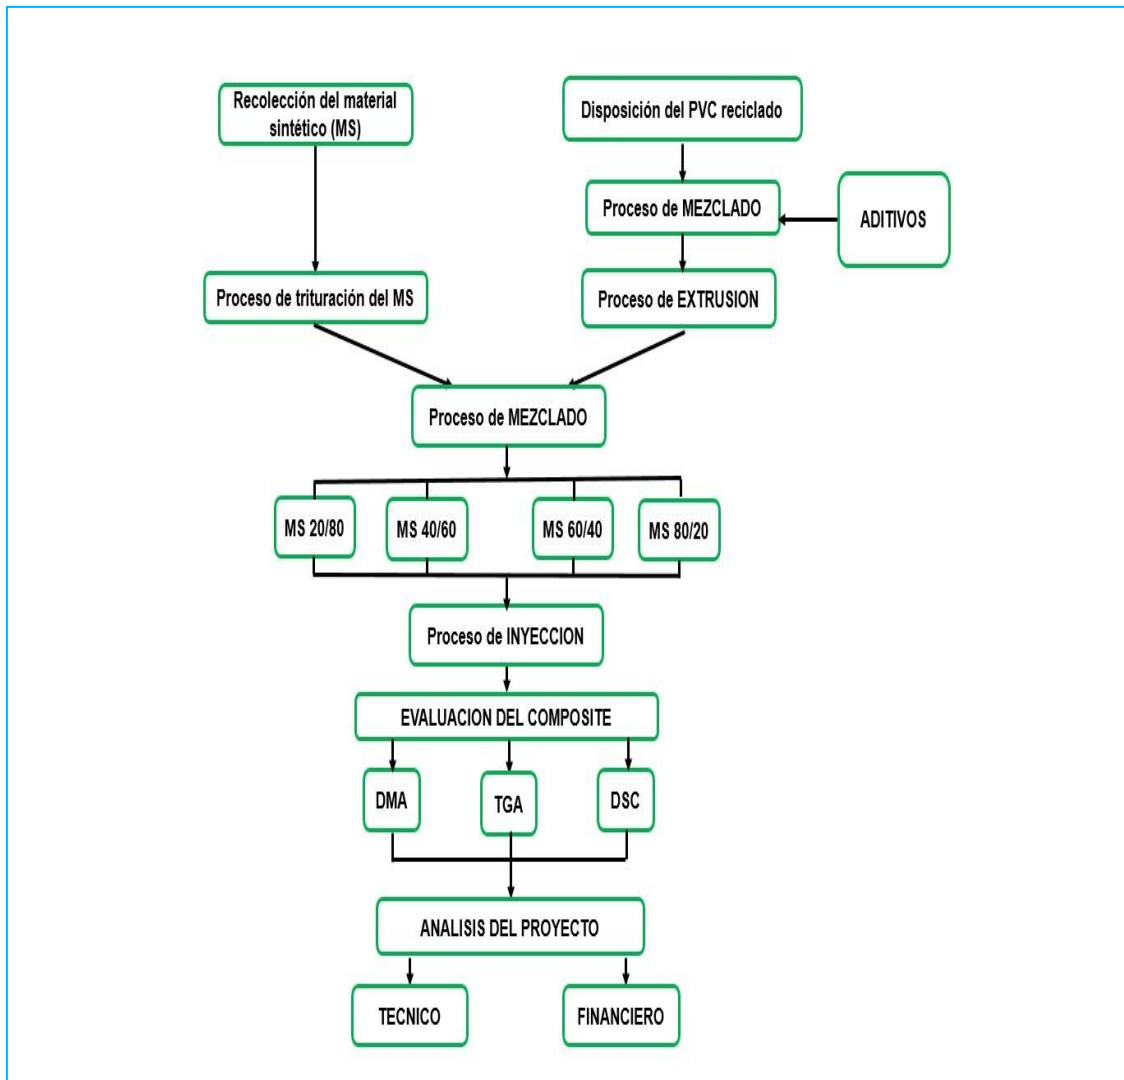 Recolección del material
sintético (MS)
Disposición del PVC reciclado
Proceso de MEZCLADO
ADITIVOS
Proceso de trituración del MS
Proceso de EXTRUSION
Proceso de MEZCLADO
MS 20/80
MS 40/60
MS 60/40
MS 80/20
Proceso de INYECCION
EVALUACION DEL COMPOSITE
DMA
TGA
DSC
ANALISIS DEL PROYECTO
TECNICO
FINANCIERO